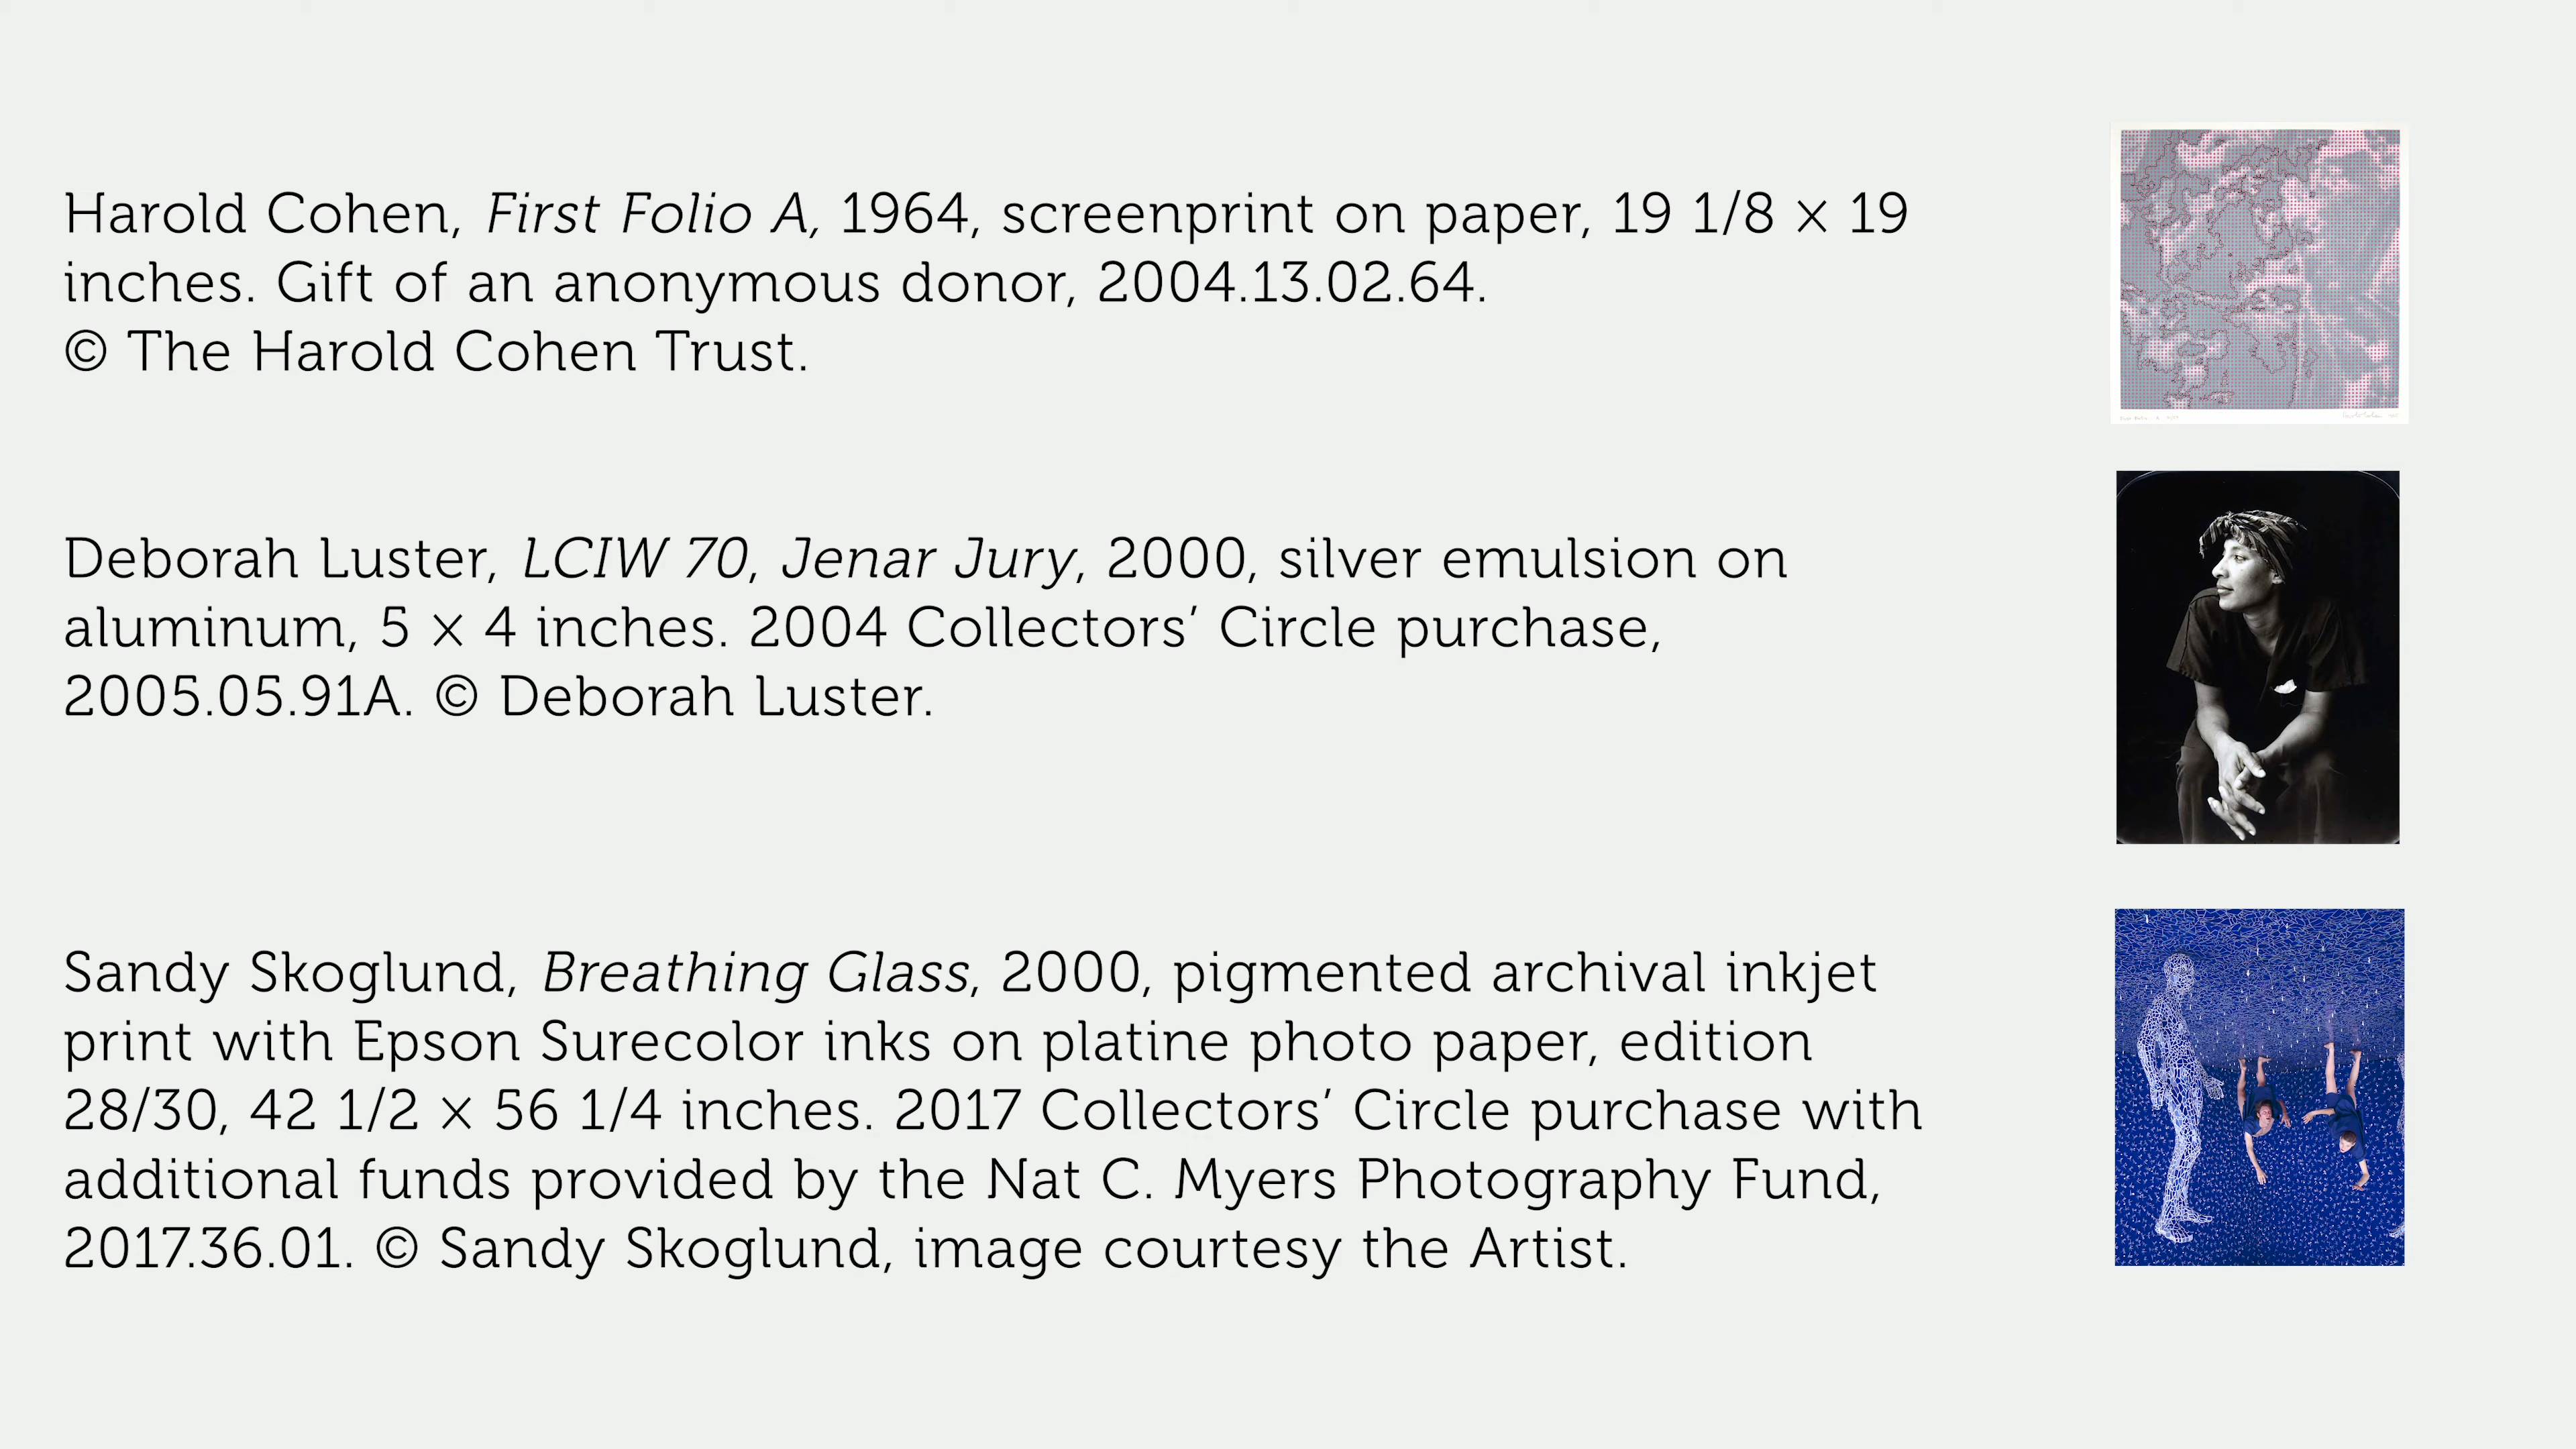 Harold Cohen, First Folio A, 1964, screenprint on paper, 19 1/8 × 19
inches. Gift of an anonymous donor, 2004.13.02.64.
© The Harold Cohen Trust.
Deborah Luster, LCIW 70, Jenar Jury, 2000, silver emulsion on
aluminum, 5 × 4 inches. 2004 Collectors’ Circle purchase,
2005.05.91A. © Deborah Luster.
Sandy Skoglund, Breathing Glass, 2000, pigmented archival inkjet
print with Epson Surecolor inks on platine photo paper, edition
28/30, 42 1/2 × 56 1/4 inches. 2017 Collectors’ Circle purchase with
additional funds provided by the Nat C. Myers Photography Fund,
2017.36.01. © Sandy Skoglund, image courtesy the Artist.